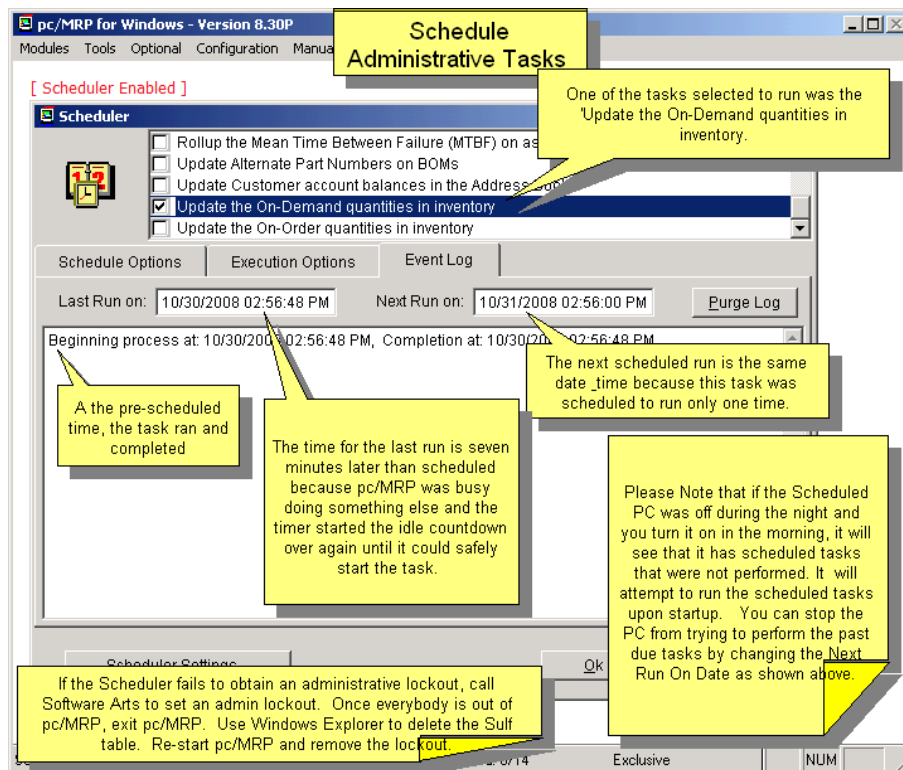 pc/MRP for Windows - Version 8.30P
Schedule
Administrative Tasks
Modules Tools Optional Configuration Manua
[ Scheduler Enabled ]
One of the tasks selected to run was the
'Update the On-Demand quantities in
inventory.
Scheduler
Rollup the Mean Time Between Failure (MTBF) on as
Update Alternate Part Numbers on BOMs
Update Customer account balances in the Address
Update the On-Demand quantities in inventory
Update the On-Order quantities in inventory
Schedule Options Execution Options Event Log
Last Run on: 10/30/2008 02:56:48 PM Next Run on: 10/31/2008 02:56:00 PM Purge Log
Beginning process at: 10/30/200 02:56:48 PM, Completion at: 10/30/20 02:56:48 PM
The next scheduled run is the same
date _time because this task was
scheduled to run only one time.
A the pre-scheduled
time, the task ran and
completed
The time for the last run is seven
minutes later than scheduled
because pc/MRP was busy
doing something else and the
timer started the idle countdown
over again until it could safely
start the task.
Please Note that if the Scheduled
PC was off during the night and
you turn it on in the morning, it will
see that it has scheduled tasks
that were not performed. It will
attempt to run the scheduled tasks
upon startup. You can stop the
PC from trying to perform the past
due tasks by changing the Next
Run On Date as shown above.
Scheduler Settings Ok
If the Scheduler fails to obtain an administrative lockout, call
Software Arts to set an admin lockout. Once everybody is out of
pc/MRP, exit pc/MRP. Use Windows Explorer to delete the Sulf
table. Re-start pc/MRP and remove the lockout.
Exclusive NUM